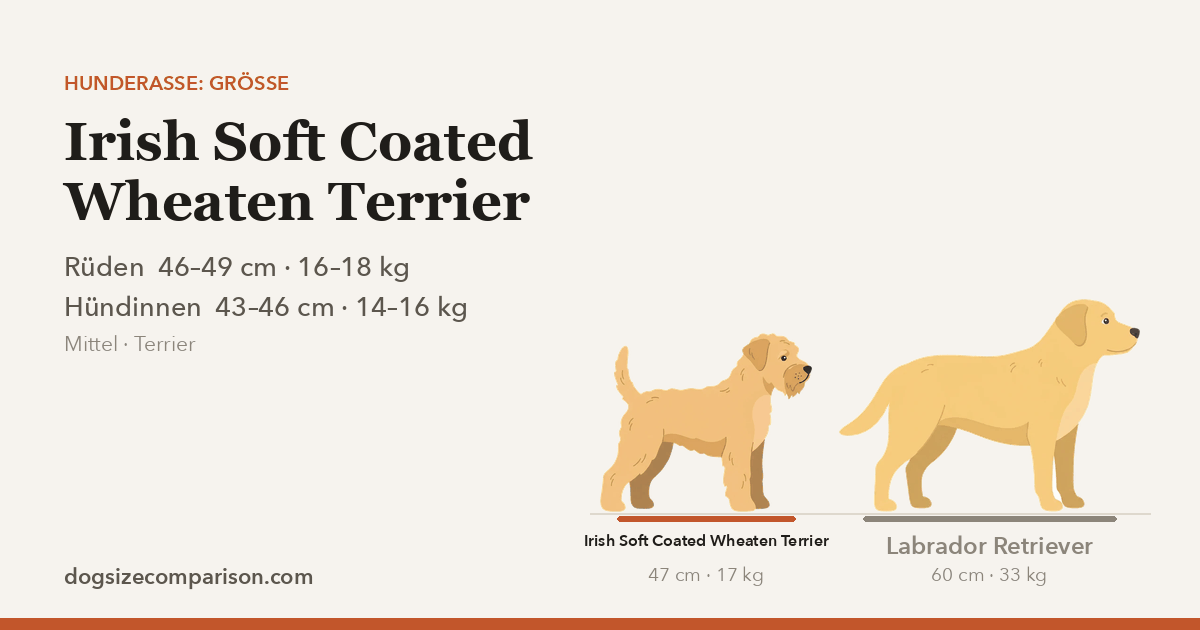 HUNDERASSE: GRÖSSE
Irish Soft Coated
Wheaten Terrier
Rüden 46–49 cm · 16–18 kg
Hündinnen 43–46 cm · 14–16 kg
Mittel · Terrier
Irish Soft Coated Wheaten Terrier
47 cm · 17 kg
Labrador Retriever
60 cm · 33 kg
dogsizecomparison.com